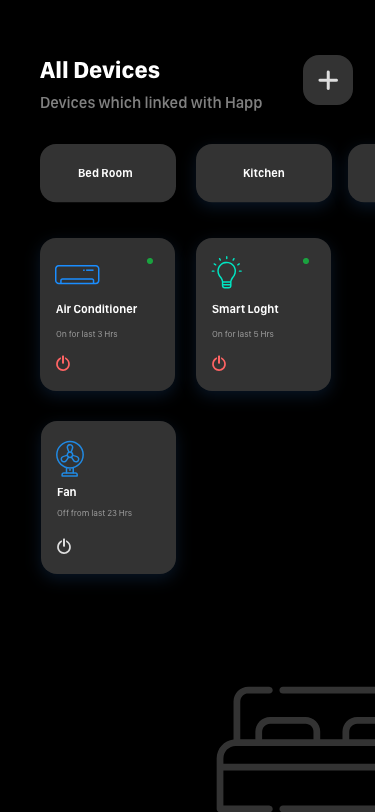 All Devices
Devices which linked with Happ
Bed Room
Kitchen
Air Conditioner
On for last 3 Hrs
Smart Loght
On for last 5 Hrs
Fan
Off from last 23 Hrs